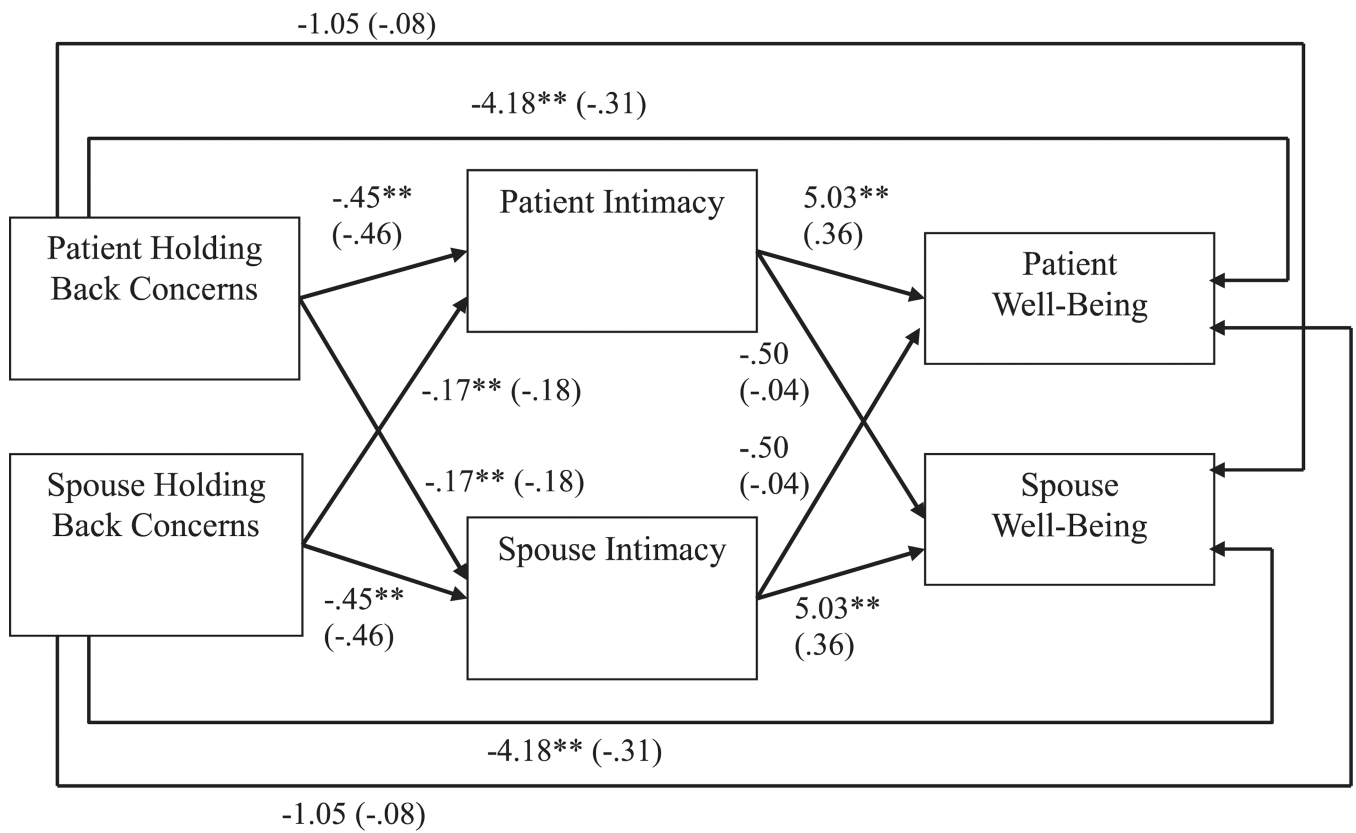 -1.05 (-.08)
-4.18** (-.31)
-.45**
(-.46)
Patient Intimacy
5.03**
(.36)
Patient Holding
Back Concerns
Patient
Well-Being
-.50
(-.04)
-.17** (-.18)
-.50
(-.04)
-.17** (-.18)
Spouse Holding
Back Concerns
Spouse
Well-Being
Spouse Intimacy
-.45**
(-.46)
5.03**
(.36)
-4.18** (-.31)
-1.05 (-.08)